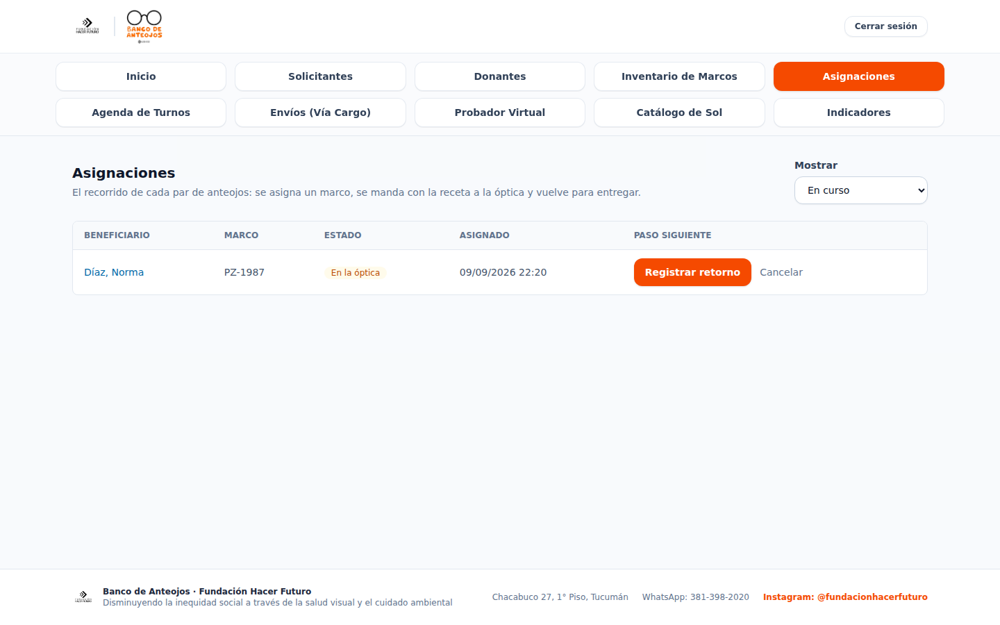 FUNDACIÓN
HACER FUTURO
BANCO DE
ANTEOJOS
Cerrar sesión
Inicio
Solicitantes
Donantes
Inventario de Marcos
Asignaciones
Agenda de Turnos
Envíos (Vía Cargo)
Probador Virtual
Catálogo de Sol
Indicadores
Asignaciones
El recorrido de cada par de anteojos: se asigna un marco, se manda con la receta a la óptica y vuelve para entregar.
Mostrar
En curso
BENEFICIARIO MARCO ESTADO ASIGNADO PASO SIGUIENTE
Díaz, Norma PZ-1987 En la óptica 09/09/2026 22:20 Registrar retorno Cancelar
FUNDACIÓN
HACER FUTURO
Banco de Anteojos · Fundación Hacer Futuro
Disminuyendo la inequidad social a través de la salud visual y el cuidado ambiental
Chacabuco 27, 1° Piso, Tucumán
WhatsApp: 381-398-2020
Instagram: @fundacionhacerfuturo